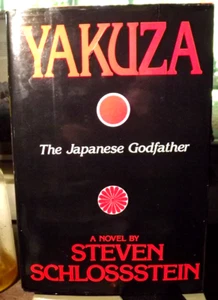 YAKUZA
The Japanese Godfather
A NOVEL BY
STEVEN
SCHLOSSSTEIN